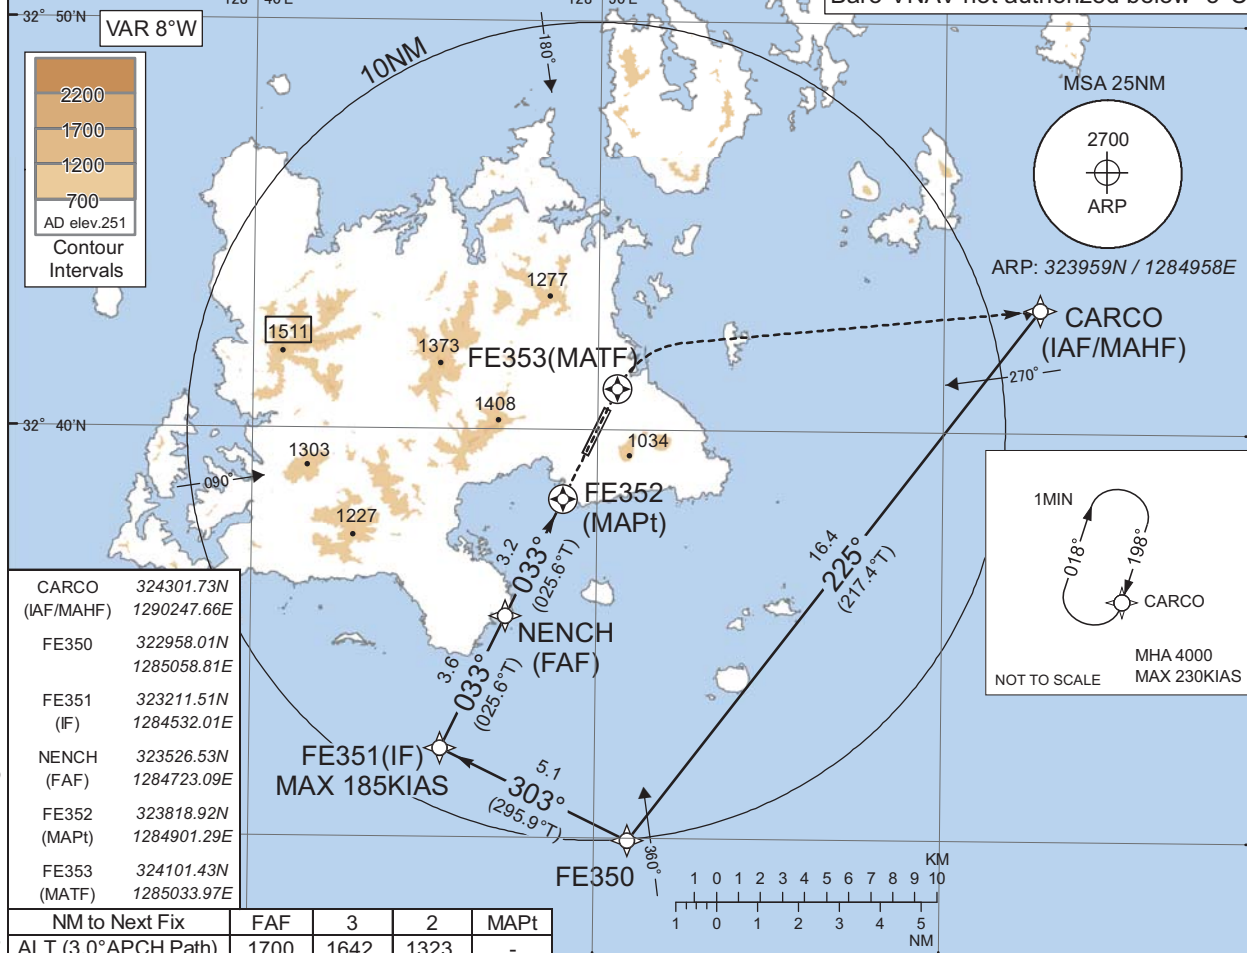 32° 50'N
VAR 8°W
2200
1700
1200
700
AD elev.251
Contour
Intervals
10NM
180°
MSA 25NM
2700
ARP
ARP: 323959N / 1284958E
CARCO
(IAF/MAHF)
270°
1277
1511
1373
FE353(MATF)
1408
32° 40'N
1034
1303
090°
FE352
(MAPt)
1227
3.2
033°
(025.6°T)
16.4
225°
(217.4°T)
1MIN
018°
198°
CARCO
MHA 4000
MAX 230KIAS
NOT TO SCALE
NENCH
(FAF)
3.6
033°
(025.6°T)
FE351(IF)
MAX 185KIAS
5.1
303°
(295.9°T)
FE350
360°
KM
1 0 1 2 3 4 5 6 7 8 9 10
1 0 1 2 3 4 5
NM
CARCO 324301.73N
(IAF/MAHF) 1290247.66E
FE350 322958.01N
1285058.81E
FE351 323211.51N
(IF) 1284532.01E
NENCH 323526.53N
(FAF) 1284723.09E
FE352 323818.92N
(MAPt) 1284901.29E
FE353 324101.43N
(MATF) 1285033.97E
NM to Next Fix FAF 3 2 MAPt
ALT (3.0°APCH Path) 1700 1642 1323 -